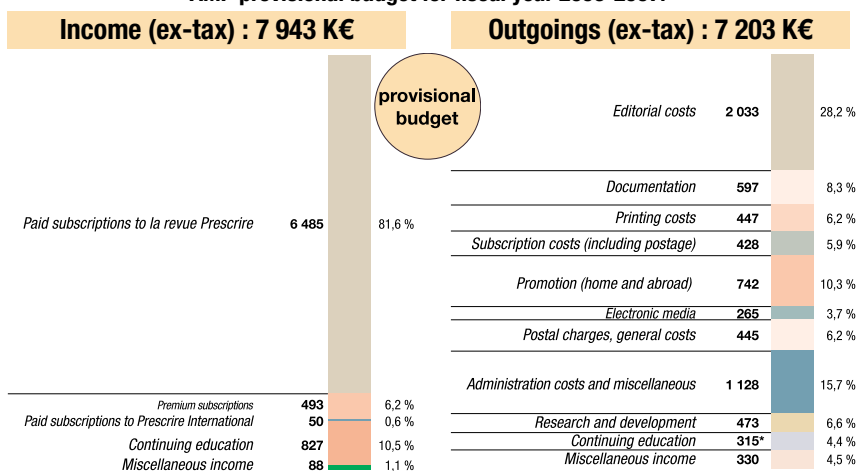 Income (ex-tax) : 7 943 K€
provisional
budget
Paid subscriptions to la revue Prescrire 6 485 81,6 %
Premium subscriptions 493 6,2 %
Paid subscriptions to Prescrire International 50 0,6 %
Continuing education 827 10,5 %
Miscellaneous income 88 1,1 %
Outgoings (ex-tax) : 7 203 K€
Editorial costs 2 033 28,2 %
Documentation 597 8,3 %
Printing costs 447 6,2 %
Subscription costs (including postage) 428 5,9 %
Promotion (home and abroad) 742 10,3 %
Electronic media 265 3,7 %
Postal charges, general costs 445 6,2 %
Administration costs and miscellaneous 1 128 15,7 %
Research and development 473 6,6 %
Continuing education 315* 4,4 %
Miscellaneous income 330 4,5 %